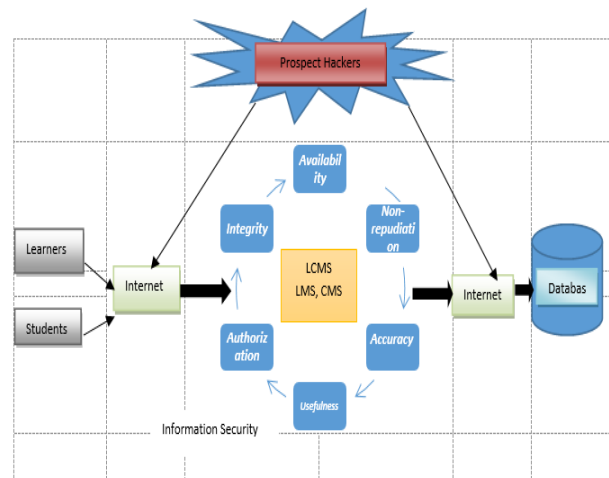 Prospect Hackers
Availabil
ity
Integrity
Non-
repudiati
on
Learners
Internet
LCMS
LMS, CMS
Internet
Databas
Students
Authoriz
ation
Accuracy
Usefulness
Information Security